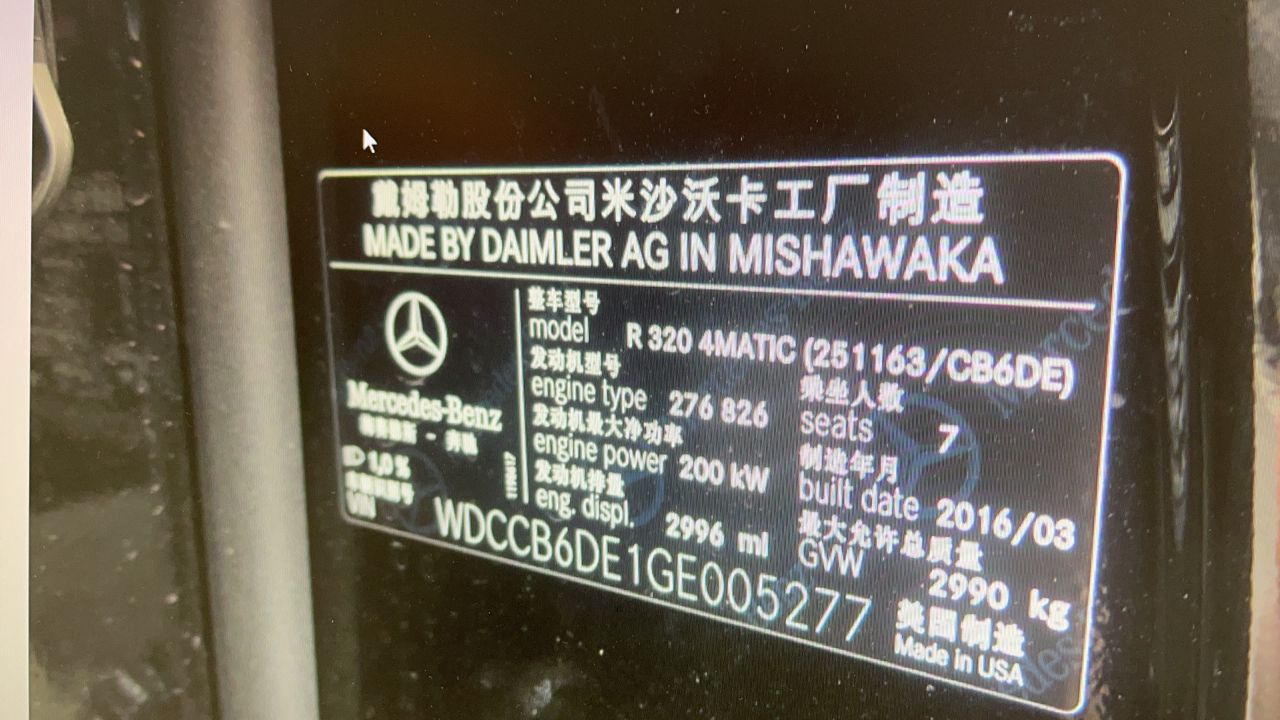 戴姆勒股份公司米沙沃卡工厂制造
MADE BY DAIMLER AG IN MISHAWAKA
Mercedes-Benz
1,0 %
整车型号
model R 320 4MATIC (251163/CB6DE)
发动机型号
engine type 276 826
乘坐人数
seats 7
发动机最大净功率
engine power 200 kW
制造年月
built date 2016/03
发动机排量
eng. displ. 2996 ml
最大允许总质量
GVW 2990 kg
VIN WDCCB6DE1GE005277
美国制造
Made in USA